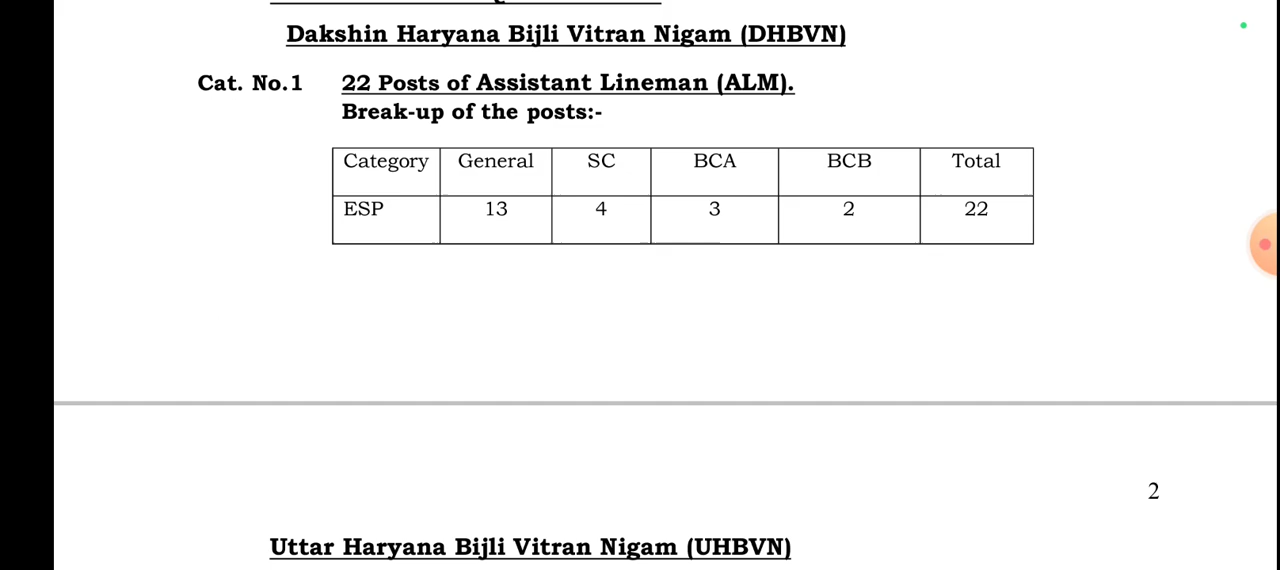 Dakshin Haryana Bijli Vitran Nigam (DHBVN)
Cat. No.1 22 Posts of Assistant Lineman (ALM).
Break-up of the posts:-
Category General SC BCA BCB Total
ESP 13 4 3 2 22
2
Uttar Haryana Bijli Vitran Nigam (UHBVN)